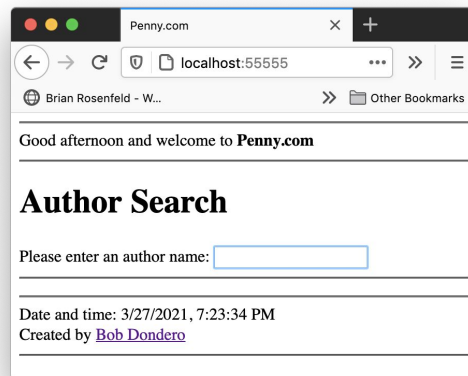 Penny.com
localhost:55555
Brian Rosenfeld - W...
Other Bookmarks
Good afternoon and welcome to Penny.com
Author Search
Please enter an author name:
Date and time: 3/27/2021, 7:23:34 PM
Created by Bob Dondero